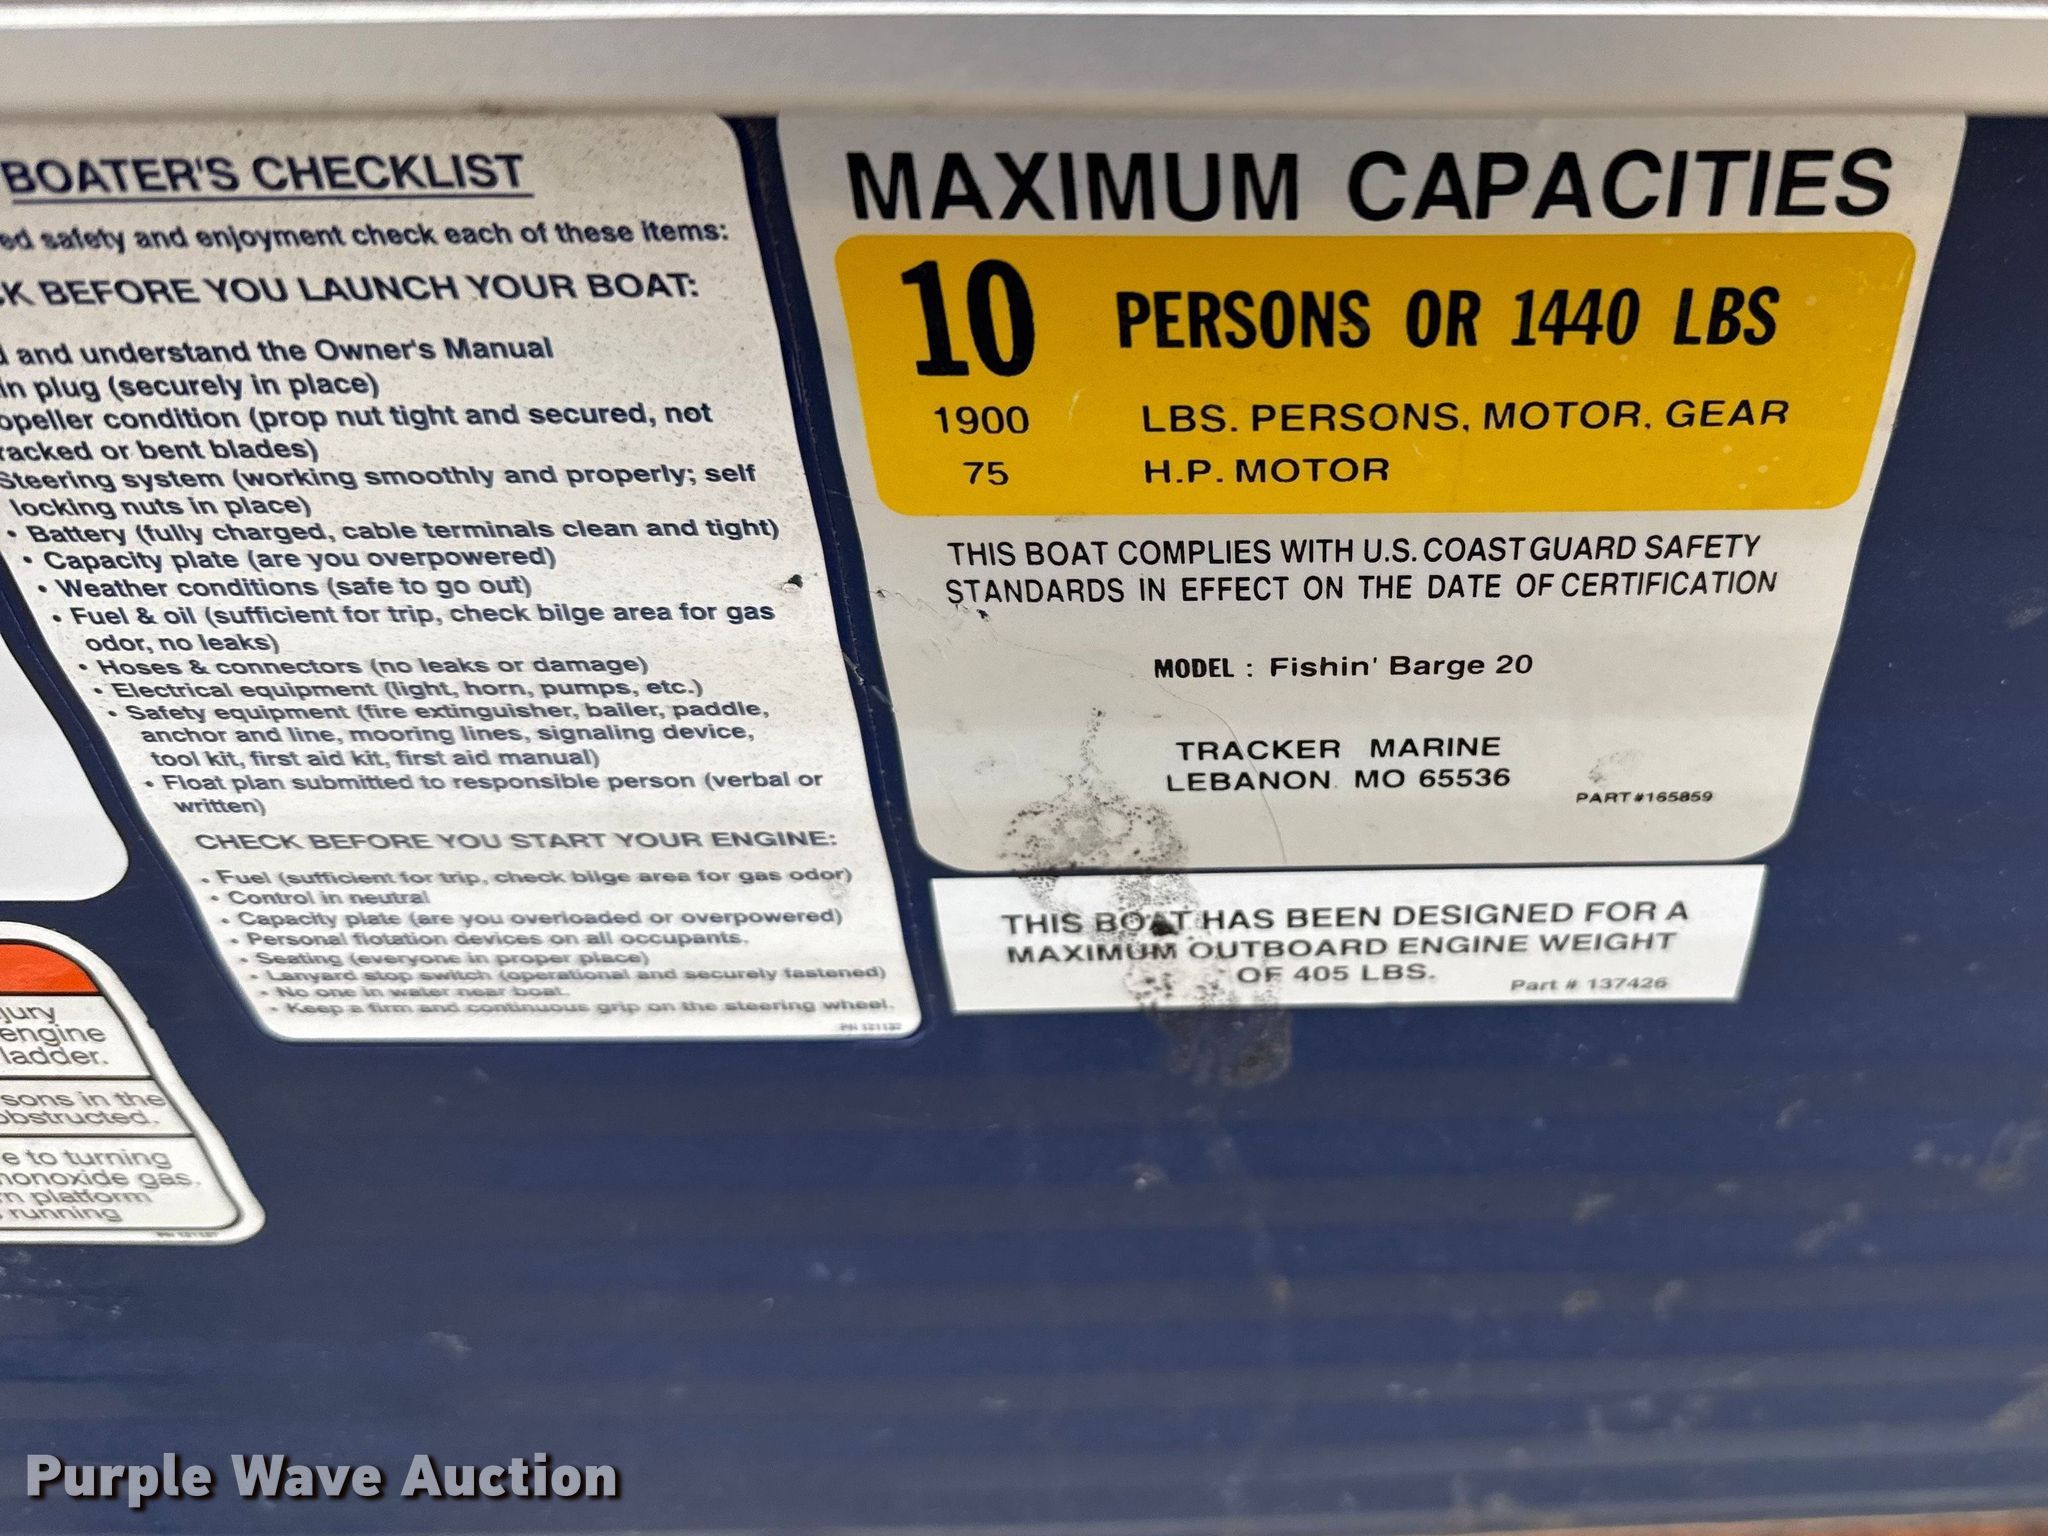 BOATER'S CHECKLIST
ed safety and enjoyment check each of these items:
CK BEFORE YOU LAUNCH YOUR BOAT:
d and understand the Owner's Manual
in plug (securely in place)
opeller condition (prop nut tight and secured, not
racked or bent blades)
Steering system (working smoothly and properly; self
locking nuts in place)
• Battery (fully charged, cable terminals clean and tight)
• Capacity plate (are you overpowered)
• Weather conditions (safe to go out)
• Fuel & oil (sufficient for trip, check bilge area for gas
odor, no leaks)
• Hoses & connectors (no leaks or damage)
• Electrical equipment (light, horn, pumps, etc.)
• Safety equipment (fire extinguisher, bailer, paddle,
anchor and line, mooring lines, signaling device,
tool kit, first aid kit, first aid manual)
• Float plan submitted to responsible person (verbal or
written)
CHECK BEFORE YOU START YOUR ENGINE:
• Fuel (sufficient for trip, check bilge area for gas odor)
• Control in neutral
• Capacity plate (are you overloaded or overpowered)
• Personal flotation devices on all occupants.
• Seating (everyone in proper place)
• Lanyard stop switch (operational and securely fastened)
• No one in water near boat.
• Keep a firm and continuous grip on the steering wheel.
MAXIMUM CAPACITIES
10 PERSONS OR 1440 LBS
1900 LBS. PERSONS, MOTOR, GEAR
75 H.P. MOTOR
THIS BOAT COMPLIES WITH U.S. COAST GUARD SAFETY
STANDARDS IN EFFECT ON THE DATE OF CERTIFICATION
MODEL : Fishin' Barge 20
TRACKER MARINE
LEBANON MO 65536
PART#165859
THIS BOAT HAS BEEN DESIGNED FOR A
MAXIMUM OUTBOARD ENGINE WEIGHT
OF 405 LBS.
Part # 137426
jury
engine
ladder.
sons in the
obstructed.
e to turning
monoxide gas.
rn platform
running
Purple Wave Auction